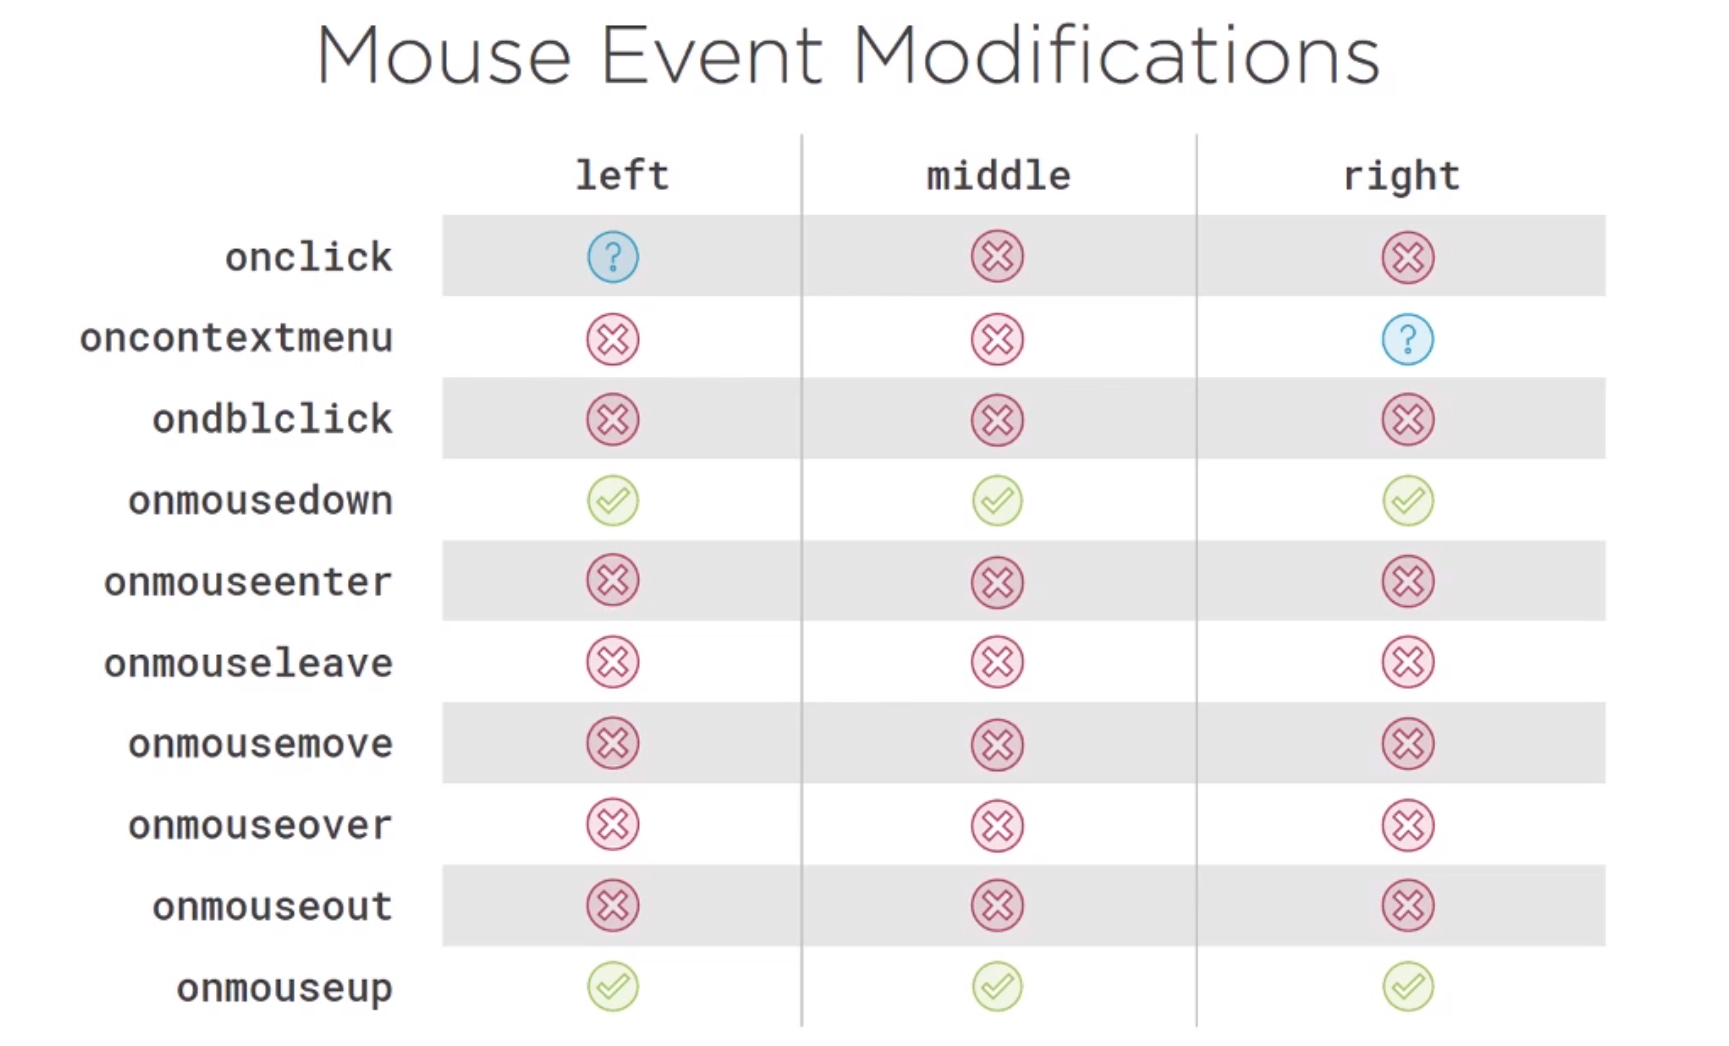 Mouse Event Modifications
left middle right
onclick ?
oncontextmenu ?
ondblclick
onmousedown
onmouseenter
onmouseleave
onmousemove
onmouseover
onmouseout
onmouseup